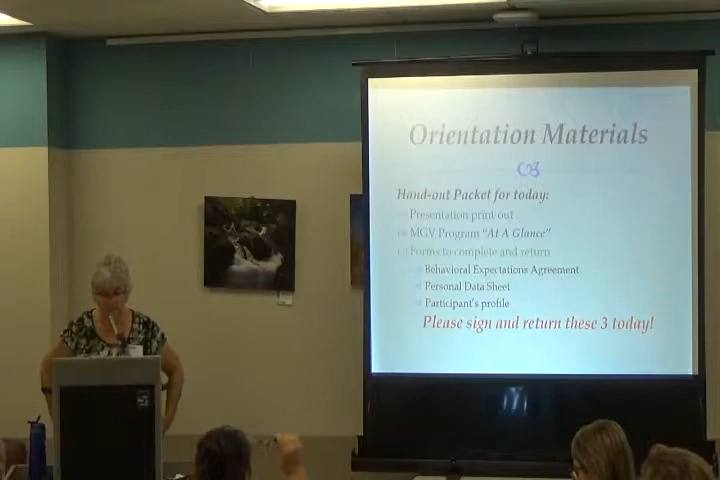 Orientation Materials
Hand-out Packet for today:
Presentation print-out
MGV Program "At A Glance"
Forms to complete and return
Behavioral Expectations Agreement
Personal Data Sheet
Participant's profile
Please sign and return these 3 today!